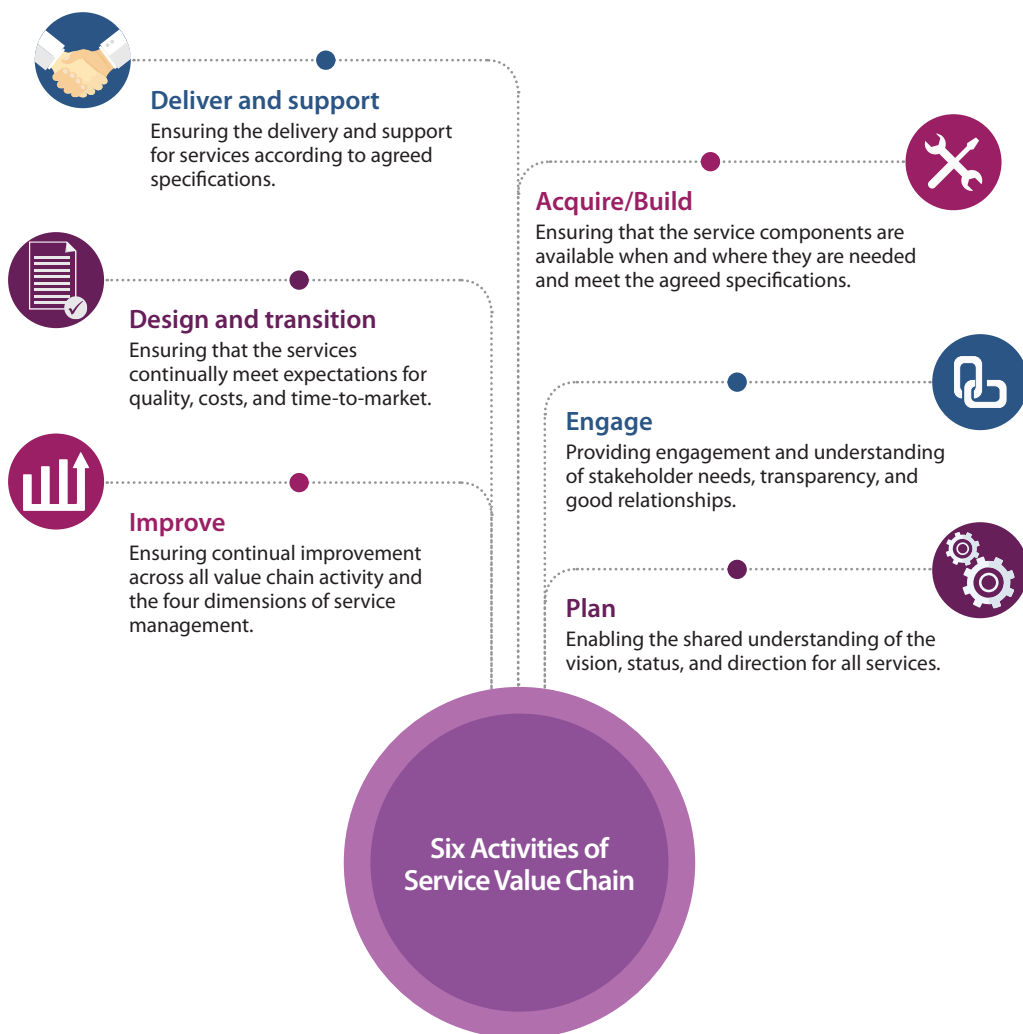 Deliver and support
Ensuring the delivery and support
for services according to agreed
specifications.
Acquire/Build
Ensuring that the service components are
available when and where they are needed
and meet the agreed specifications.
Design and transition
Ensuring that the services
continually meet expectations for
quality, costs, and time-to-market.
Engage
Providing engagement and understanding
of stakeholder needs, transparency, and
good relationships.
Improve
Ensuring continual improvement
across all value chain activity and
the four dimensions of service
management.
Plan
Enabling the shared understanding of the
vision, status, and direction for all services.
Six Activities of
Service Value Chain